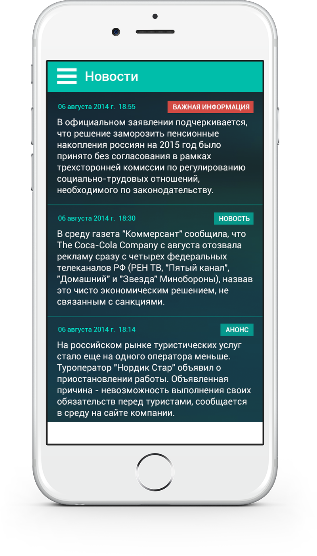 Новости
06 августа 2014 г. 18:55
ВАЖНАЯ ИНФОРМАЦИЯ
В официальном заявлении подчеркивается,
что решение заморозить пенсионные
накопления россиян на 2015 год было
принято без согласования в рамках
трехсторонней комиссии по регулированию
социально-трудовых отношений,
необходимого по законодательству.
06 августа 2014 г. 18:30
НОВОСТЬ
В среду газета "Коммерсант" сообщила, что
The Coca-Cola Company с августа отозвала
рекламу сразу с четырех федеральных
телеканалов РФ (РЕН ТВ, "Пятый канал",
"Домашний" и "Звезда" Минобороны), назвав
это чисто экономическим решением, не
связанным с санкциями.
06 августа 2014 г. 18:14
АНОНС
На российском рынке туристических услуг
стало еще на одного оператора меньше.
Туроператор "Нордик Стар" объявил о
приостановлении работы. Объявленная
причина - невозможность выполнения своих
обязательств перед туристами, сообщается
в среду на сайте компании.